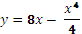 y = 8x - x⁴/4